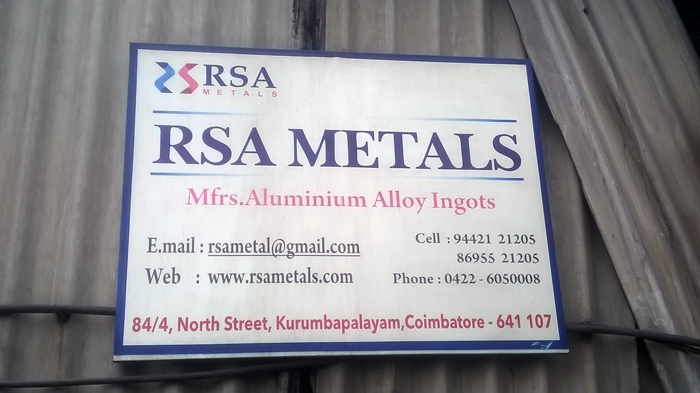 RSA
METALS
RSA METALS
Mfrs.Aluminium Alloy Ingots
E.mail : rsametal@gmail.com
Web : www.rsametals.com
Cell : 94421 21205
86955 21205
Phone : 0422 - 6050008
84/4, North Street, Kurumbapalayam,Coimbatore - 641 107